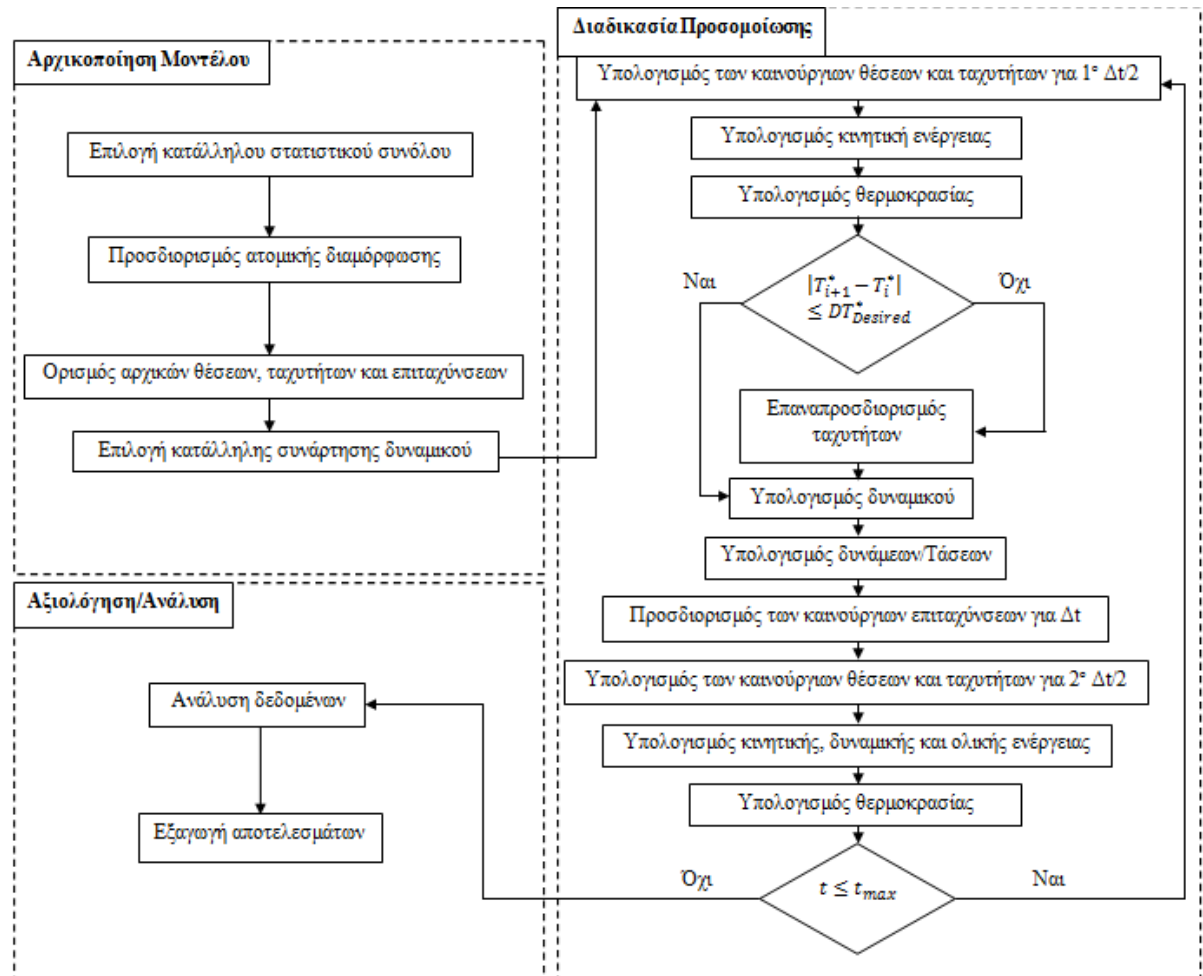 Αρχικοποίηση Μοντέλου
Επιλογή κατάλληλου στατιστικού συνόλου
Προσδιορισμός ατομικής διαμόρφωσης
Ορισμός αρχικών θέσεων, ταχυτήτων και επιταχύνσεων
Επιλογή κατάλληλης συνάρτησης δυναμικού
Διαδικασία Προσομοίωσης
Υπολογισμός των καινούργιων θέσεων και ταχυτήτων για 1° Δt/2
Υπολογισμός κινητική ενέργειας
Υπολογισμός θερμοκρασίας
Ναι
|T*_{i+1} − T*_i|
≤ DT*_{Desired}
Όχι
Επαναπροσδιορισμός
ταχυτήτων
Υπολογισμός δυναμικού
Υπολογισμός δυνάμεων/Τάσεων
Προσδιορισμός των καινούργιων επιταχύνσεων για Δt
Υπολογισμός των καινούργιων θέσεων και ταχυτήτων για 2° Δt/2
Υπολογισμός κινητικής, δυναμικής και ολικής ενέργειας
Υπολογισμός θερμοκρασίας
Όχι
t ≤ t_{max}
Ναι
Αξιολόγηση/Ανάλυση
Ανάλυση δεδομένων
Εξαγωγή αποτελεσμάτων